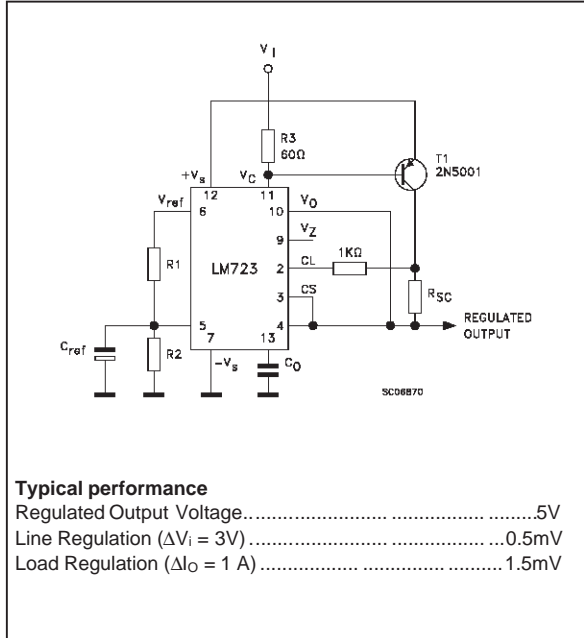 V I
R3
60Ω
T1
2N5001
+Vs
VC
12
11
Vref
6
10
VO
9
VZ
R1
LM723
2
CL
1KΩ
3
CS
RSC
5
4
REGULATED
OUTPUT
Cref
R2
7
13
-Vs
CO
SC06870
Typical performance
Regulated Output Voltage.......................................................5V
Line Regulation (ΔVi = 3V)..................................................0.5mV
Load Regulation (ΔIO = 1 A)................................................1.5mV